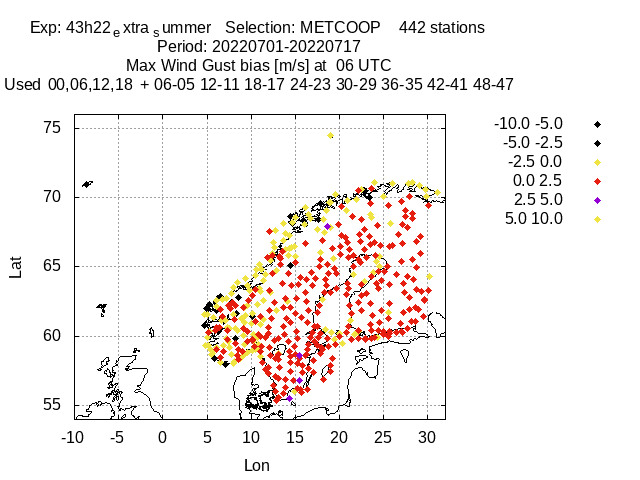 Exp: 43h22e xtras ummer Selection: METCOOP 442 stations
Period: 20220701-20220717
Max Wind Gust bias [m/s] at 06 UTC
Used 00,06,12,18 + 06-05 12-11 18-17 24-23 30-29 36-35 42-41 48-47
-10.0 -5.0
-5.0 -2.5
-2.5 0.0
0.0 2.5
2.5 5.0
5.0 10.0
75
70
65
60
55
Lat
-10 -5 0 5 10 15 20 25 30
Lon